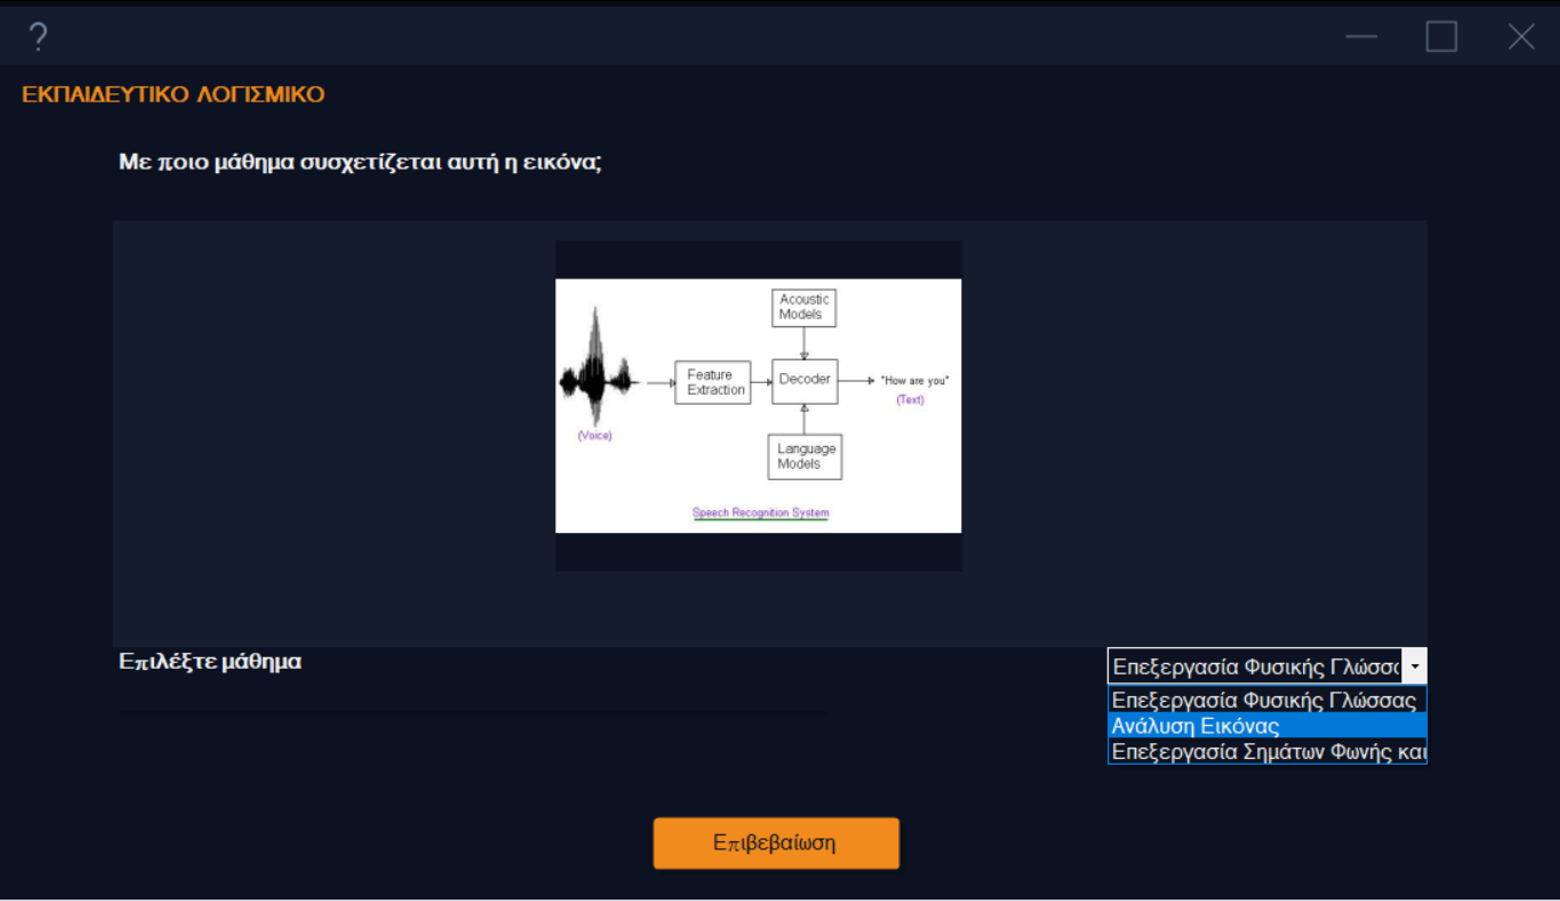 ?
ΕΚΠΑΙΔΕΥΤΙΚΟ ΛΟΓΙΣΜΙΚΟ
Με ποιο μάθημα συσχετίζεται αυτή η εικόνα;
Acoustic
Models
Feature
Extraction
Decoder
"How are you"
(Text)
(Voice)
Language
Models
Speech Recognition System
Επιλέξτε μάθημα
Επεξεργασία Φυσικής Γλώσσ
Επεξεργασία Φυσικής Γλώσσας
Ανάλυση Εικόνας
Επεξεργασία Σημάτων Φωνής και
Επιβεβαίωση